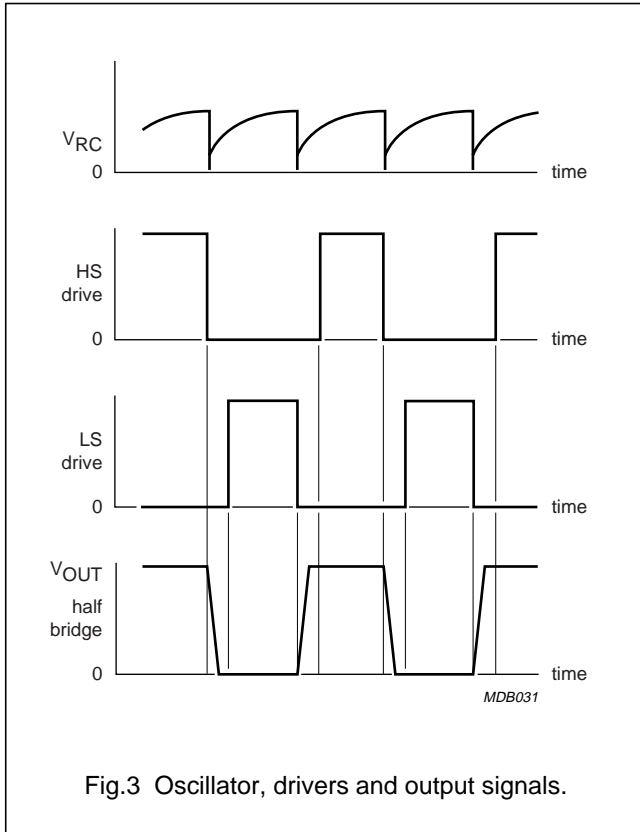 VRC
0
time
HS
drive
0
time
LS
drive
0
time
VOUT
half
bridge
0
time
MDB031
Fig.3 Oscillator, drivers and output signals.